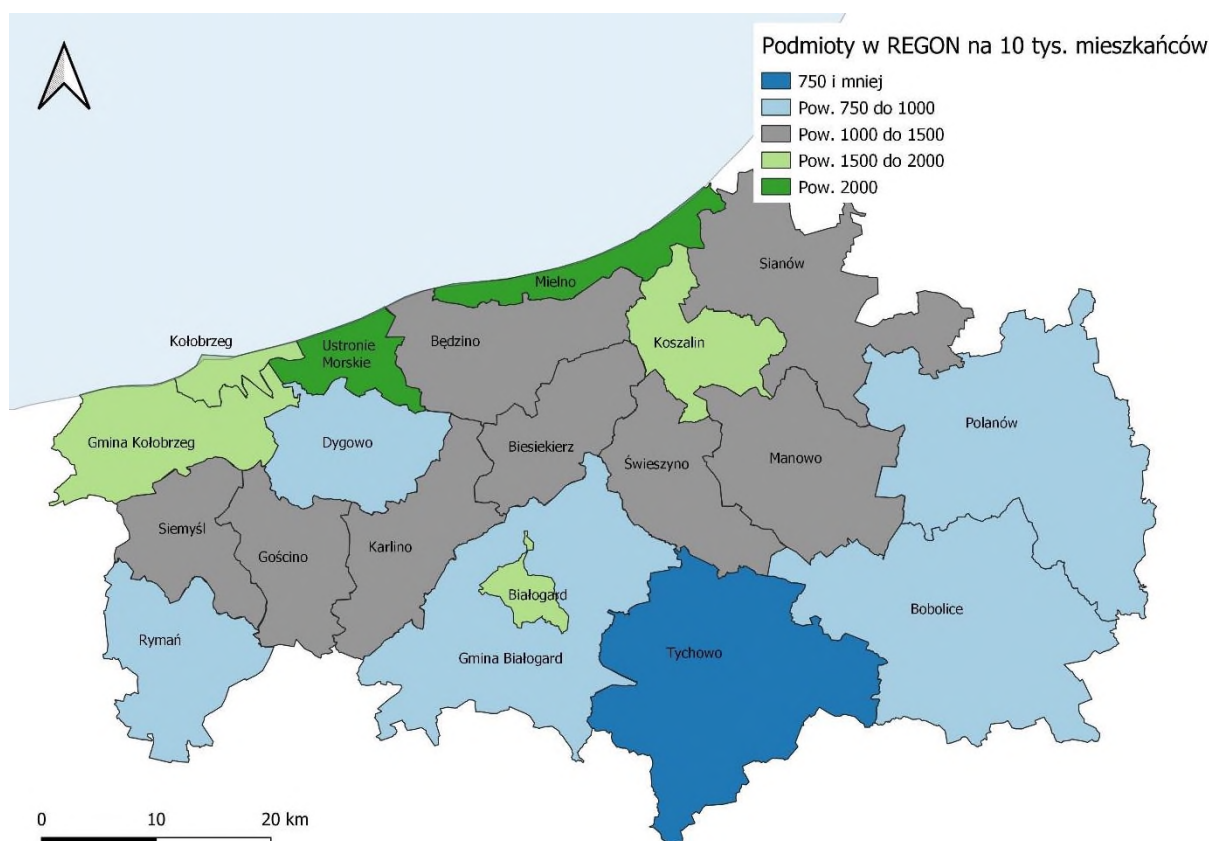 Podmioty w REGON na 10 tys. mieszkańców
750 i mniej
Pow. 750 do 1000
Pow. 1000 do 1500
Pow. 1500 do 2000
Pow. 2000
Sianów
Mielno
Kołobrzeg
Ustronie
Morskie
Będzino
Koszalin
Polanów
Gmina Kołobrzeg
Dygowo
Biesiekierz
Świeszyno
Manowo
Siemyśl
Gościno
Karlino
Białogard
Bobolice
Rymań
Gmina Białogard
Tychowo
0 10 20 km